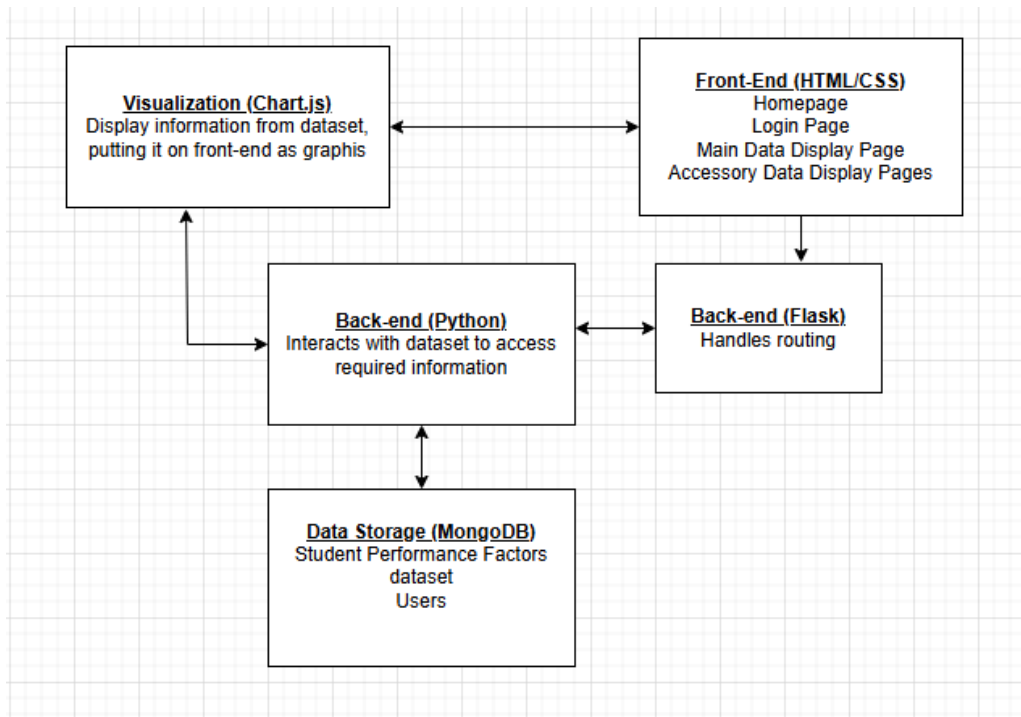 Visualization (Chart.js)
Display information from dataset,
putting it on front-end as graphis
Front-End (HTML/CSS)
Homepage
Login Page
Main Data Display Page
Accessory Data Display Pages
Back-end (Python)
Interacts with dataset to access
required information
Back-end (Flask)
Handles routing
Data Storage (MongoDB)
Student Performance Factors
dataset
Users